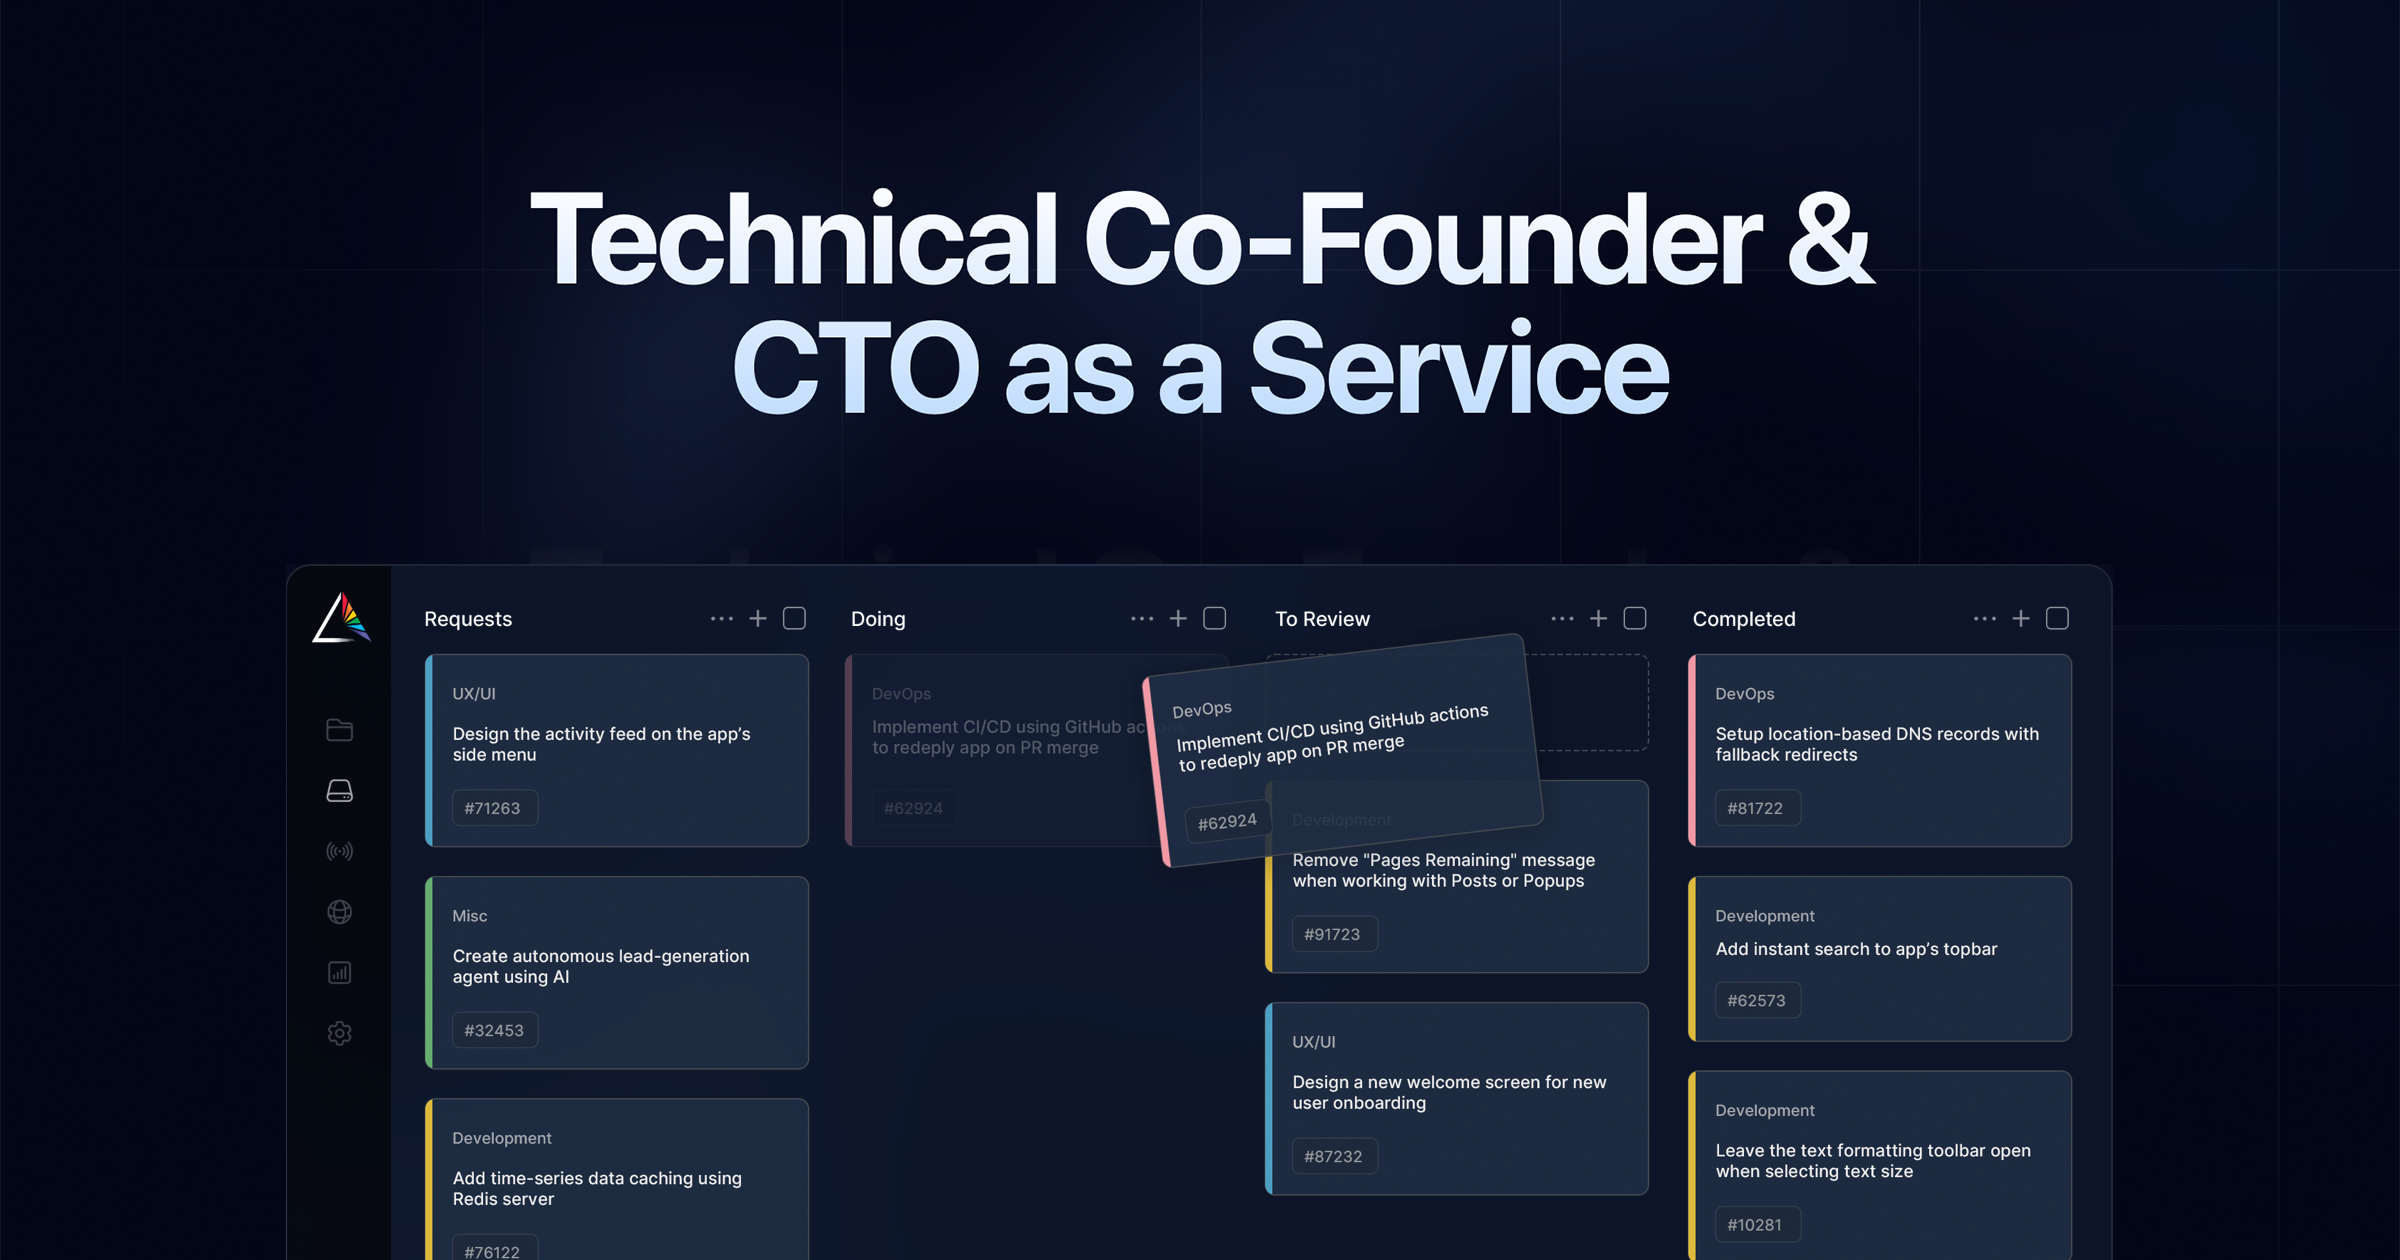 Technical Co-Founder &
CTO as a Service
Requests
UX/UI
Design the activity feed on the app’s
side menu
#71263
Misc
Create autonomous lead-generation
agent using AI
#32453
Development
Add time-series data caching using
Redis server
#76122
Doing
DevOps
Implement CI/CD using GitHub actions
to redeply app on PR merge
#62924
To Review
DevOps
Implement CI/CD using GitHub actions
to redeply app on PR merge
#62924
Development
Remove "Pages Remaining" message
when working with Posts or Popups
#91723
UX/UI
Design a new welcome screen for new
user onboarding
#87232
Completed
DevOps
Setup location-based DNS records with
fallback redirects
#81722
Development
Add instant search to app’s topbar
#62573
Development
Leave the text formatting toolbar open
when selecting text size
#10281